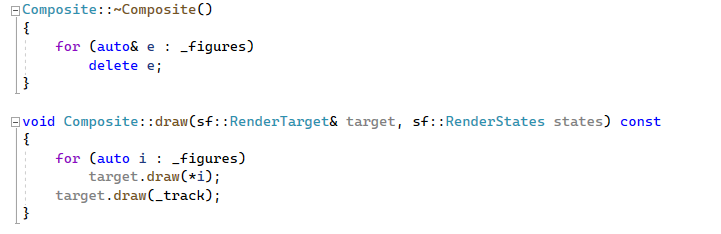 Composite::~Composite()
{
    for (auto& e : _figures)
        delete e;
}

void Composite::draw(sf::RenderTarget& target, sf::RenderStates states) const
{
    for (auto i : _figures)
        target.draw(*i);
    target.draw(_track);
}